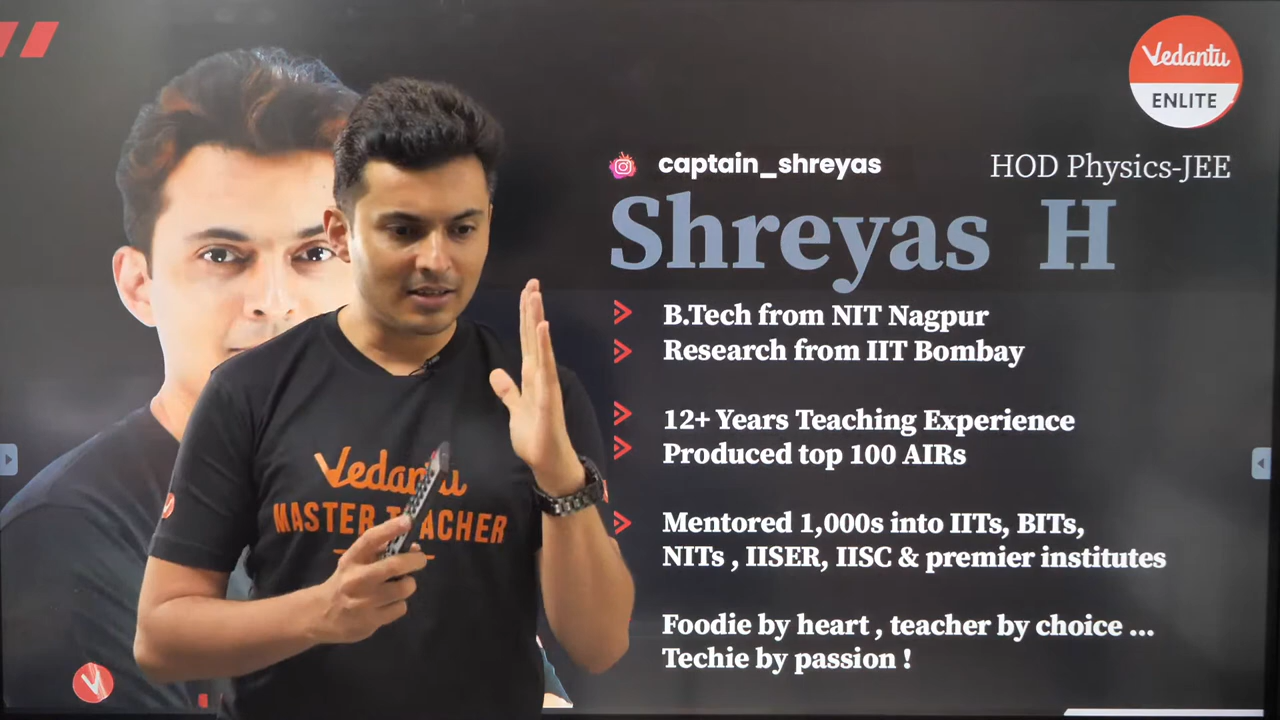 Vedantu
ENLITE
captain_shreyas
HOD Physics-JEE
Shreyas H
B.Tech from NIT Nagpur
Research from IIT Bombay
12+ Years Teaching Experience
Produced top 100 AIRs
Mentored 1,000s into IITs, BITs,
NITs , IISER, IISC & premier institutes
Foodie by heart , teacher by choice ...
Techie by passion !
Vedantu
MASTER TEACHER